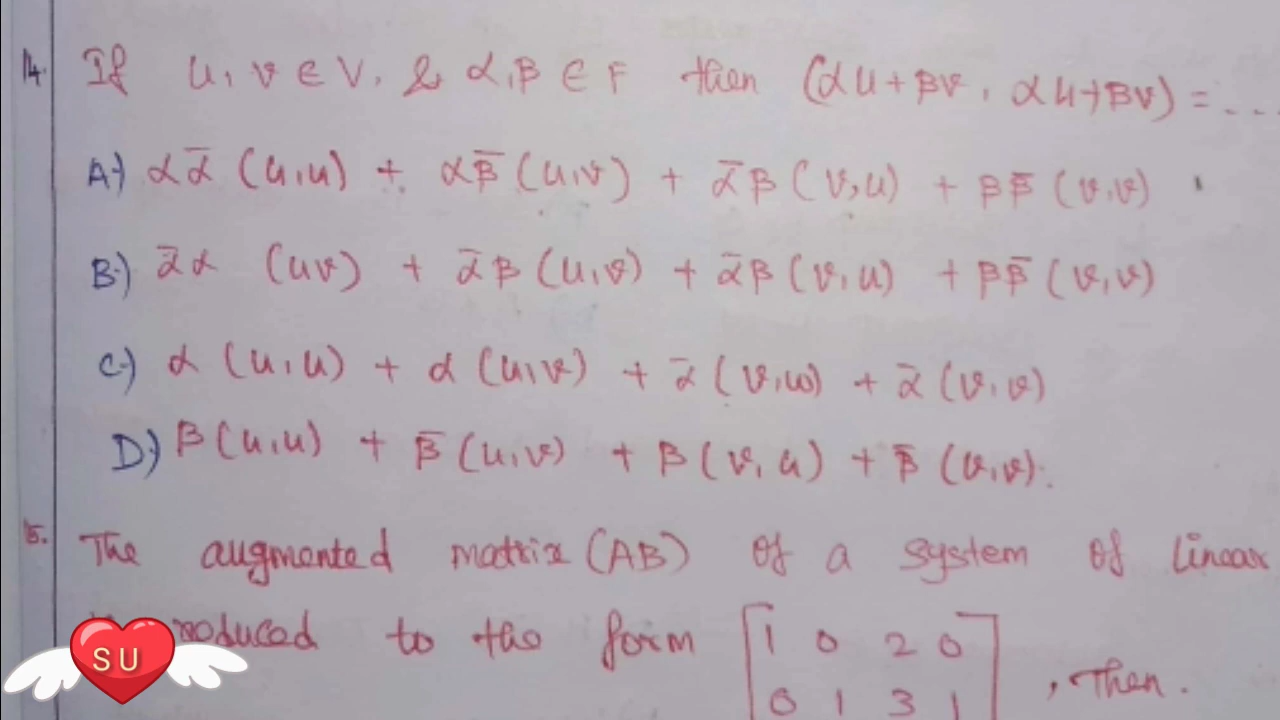 14. If u, v ∈ V, & α, β ∈ F then (αu + βv, αu + βv) = ...
A) αᾱ (u,u) + αβ̄ (u,v) + ᾱβ (v,u) + ββ̄ (v,v)
B) ᾱα (uv) + ᾱβ (u,v) + ᾱβ (v,u) + ββ̄ (v,v)
C) α (u,u) + α (u,v) + ᾱ (v,u) + ᾱ (v,v)
D) β (u,u) + β̄ (u,v) + β (v,u) + β̄ (v,v).
15. The augmented matrix (AB) of a system of linear
reduced to the form [1 0 2 0
0 1 3 1] , Then.
SU